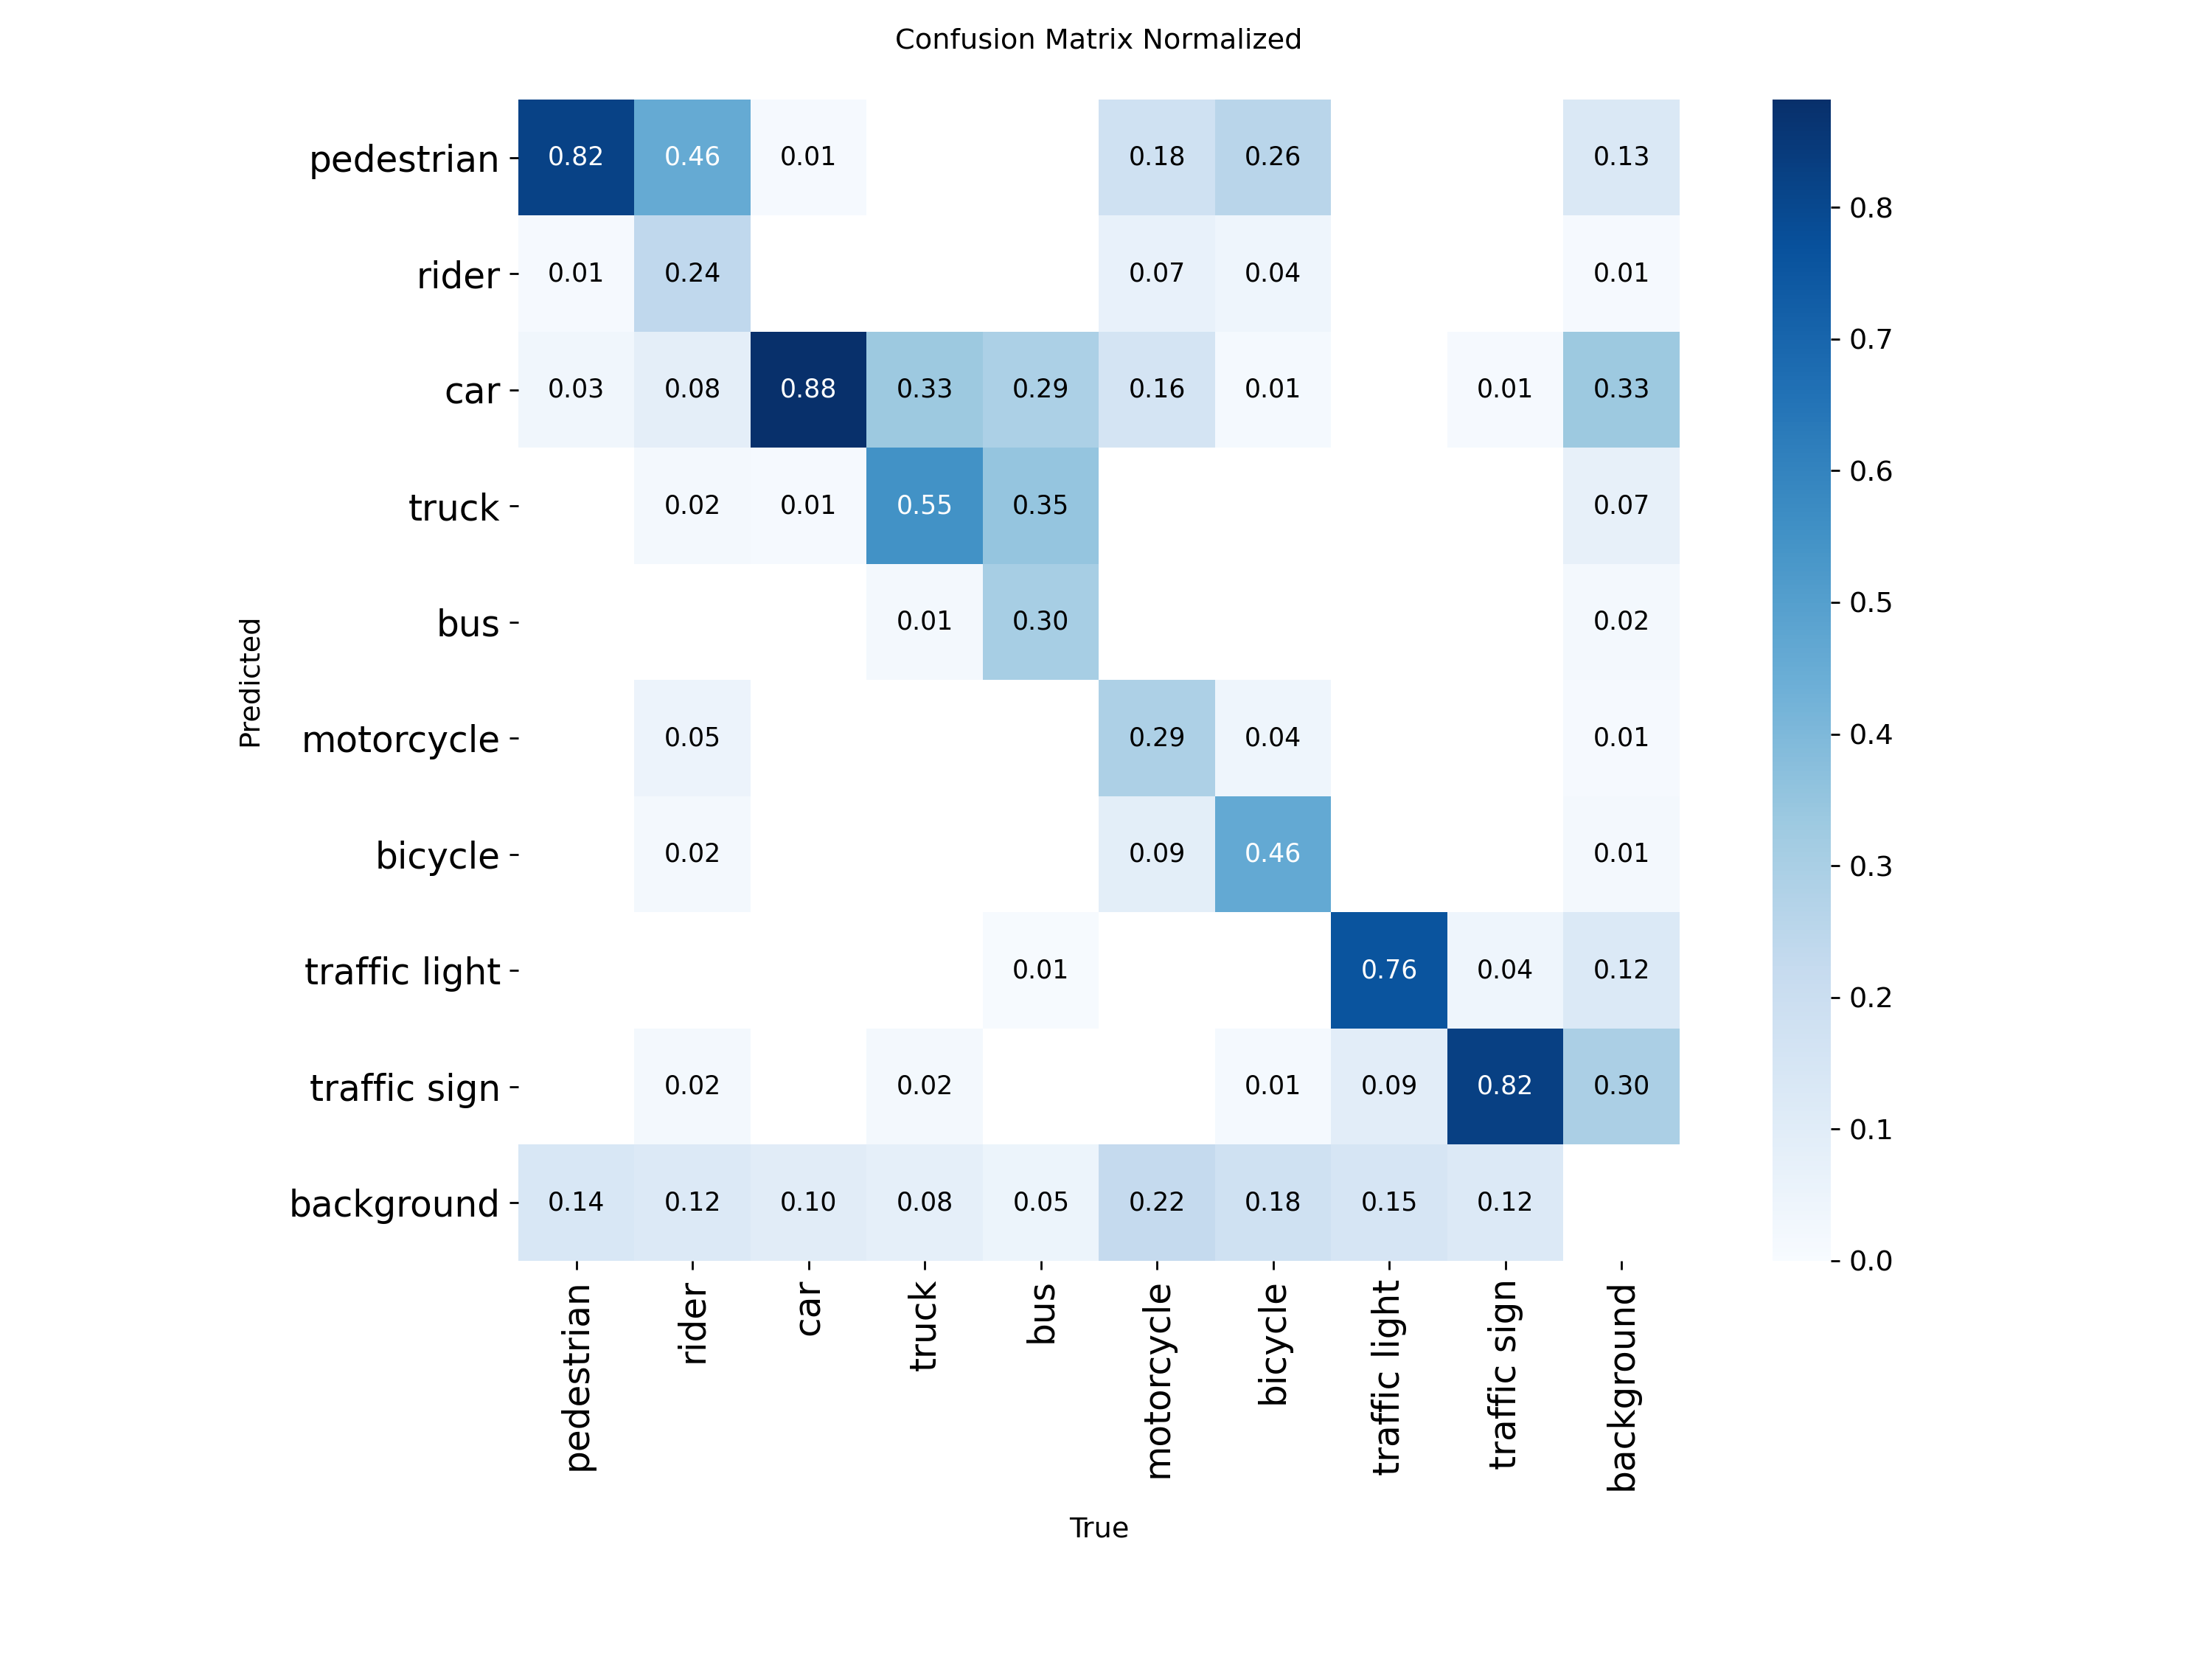 Confusion Matrix Normalized
pedestrian 0.82 0.46 0.01 0.18 0.26 0.13
rider 0.01 0.24 0.07 0.04 0.01
car 0.03 0.08 0.88 0.33 0.29 0.16 0.01 0.01 0.33
truck 0.02 0.01 0.55 0.35 0.07
bus 0.01 0.30 0.02
motorcycle 0.05 0.29 0.04 0.01
bicycle 0.02 0.09 0.46 0.01
traffic light 0.01 0.76 0.04 0.12
traffic sign 0.02 0.02 0.01 0.09 0.82 0.30
background 0.14 0.12 0.10 0.08 0.05 0.22 0.18 0.15 0.12
Predicted
pedestrian rider car truck bus motorcycle bicycle traffic light traffic sign background
True
0.8
0.7
0.6
0.5
0.4
0.3
0.2
0.1
0.0